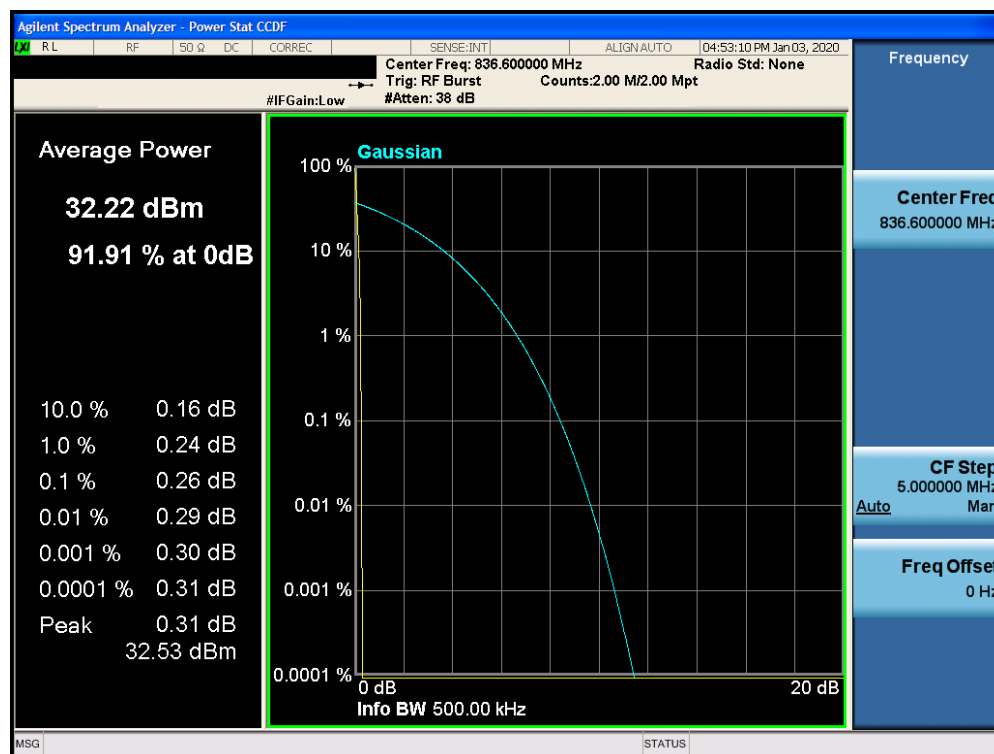 Agilent Spectrum Analyzer - Power Stat CCDF
LXI RL RF 50 Ω DC CORREC SENSE:INT ALIGNAUTO 04:53:10 PM Jan 03, 2020
Center Freq: 836.600000 MHz Radio Std: None
Trig: RF Burst Counts:2.00 M/2.00 Mpt
#IFGain:Low #Atten: 38 dB
Frequency
Average Power
32.22 dBm
91.91 % at 0dB
10.0 % 0.16 dB
1.0 % 0.24 dB
0.1 % 0.26 dB
0.01 % 0.29 dB
0.001 % 0.30 dB
0.0001 % 0.31 dB
Peak 0.31 dB
32.53 dBm
Gaussian
100 %
10 %
1 %
0.1 %
0.01 %
0.001 %
0.0001 %
0 dB 20 dB
Info BW 500.00 kHz
Center Freq
836.600000 MHz
CF Step
5.000000 MHz
Auto Man
Freq Offset
0 Hz
MSG STATUS